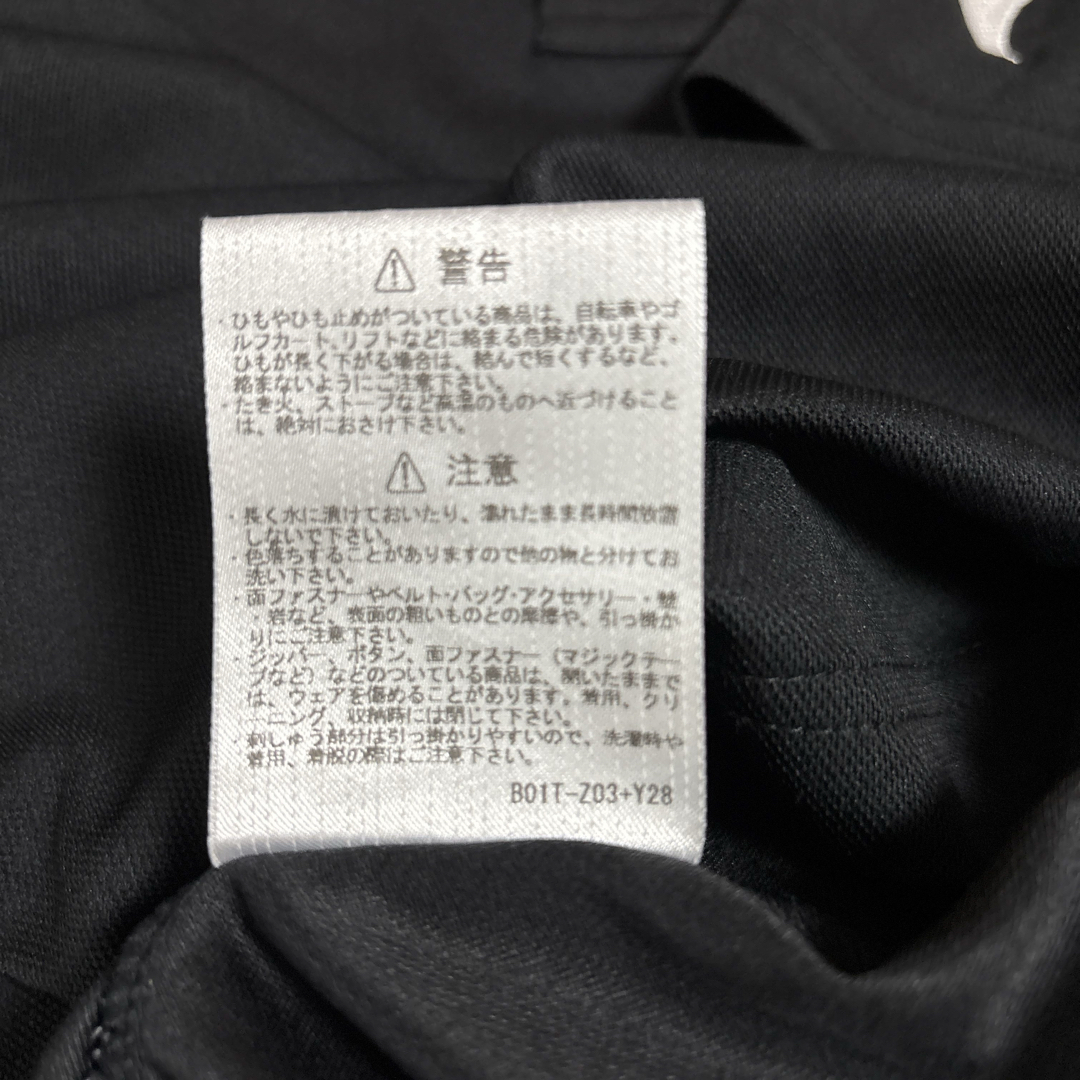 警告
・ひもやひも止めがついている商品は、自転車やゴ
ルフカート、リフトなどに絡まる危険があります。
ひもが長く下がる場合は、結んで短くするなど、
絡まないようにご注意下さい。
・たき火、ストーブなど高温のものへ近づけること
は、絶対におさけ下さい。
注意
・長く水に漬けておいたり、濡れたまま長時間放置
しないで下さい。
・色落ちすることがありますので他の物と分けてお
洗い下さい。
・面ファスナーやベルト・バッグ・アクセサリー・壁
・岩など、表面の粗いものとの摩擦や、引っ掛か
りにご注意下さい。
・ジッパー、ボタン、面ファスナー（マジックテー
プなど）などのついている商品は、開いたままで
は、ウェアを傷めることがあります。着用、クリ
ーニング、収納時には閉じて下さい。
・刺しゅう部分は引っ掛かりやすいので、洗濯時や
着用、着脱の際はご注意下さい。
B01T-Z03+Y28